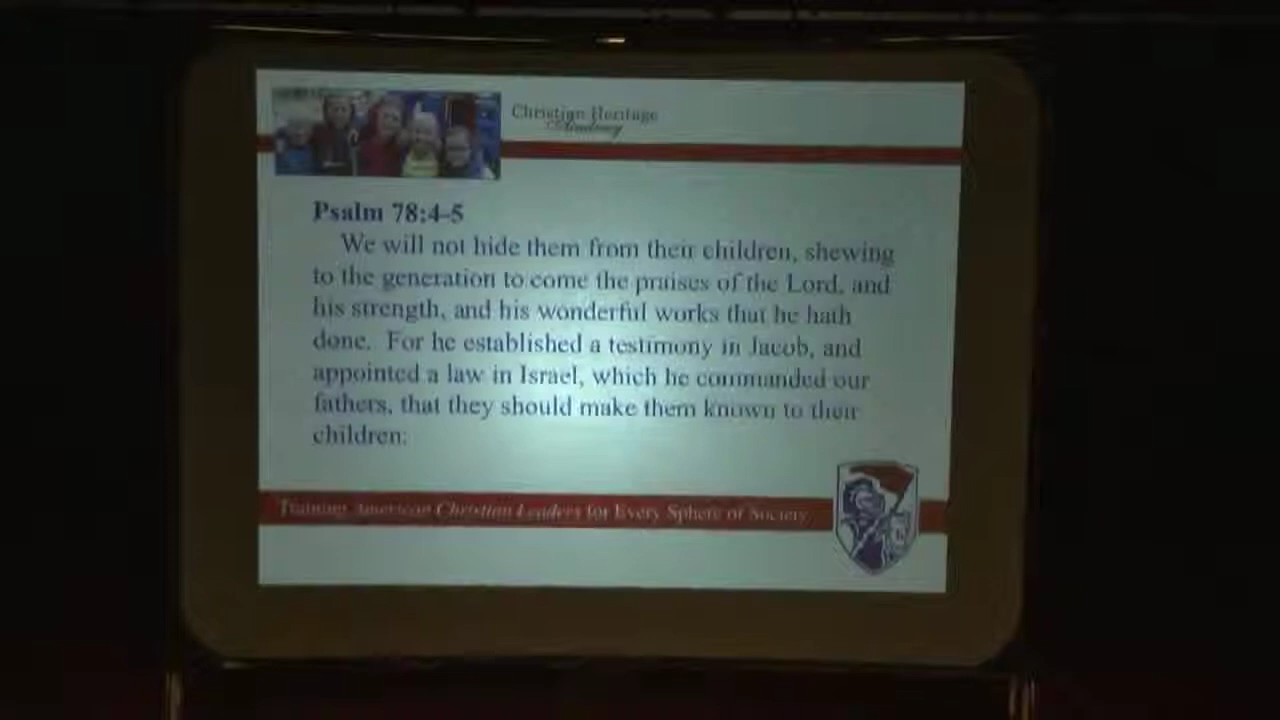 Christian Heritage
Academy
Psalm 78:4-5
We will not hide them from their children, shewing
to the generation to come the praises of the Lord, and
his strength, and his wonderful works that he hath
done. For he established a testimony in Jacob, and
appointed a law in Israel, which he commanded our
fathers, that they should make them known to their
children:
Training American Christian Leaders for Every Sphere of Society